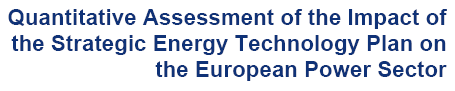 Quantitative Assessment of the Impact of
the Strategic Energy Technology Plan on
the European Power Sector